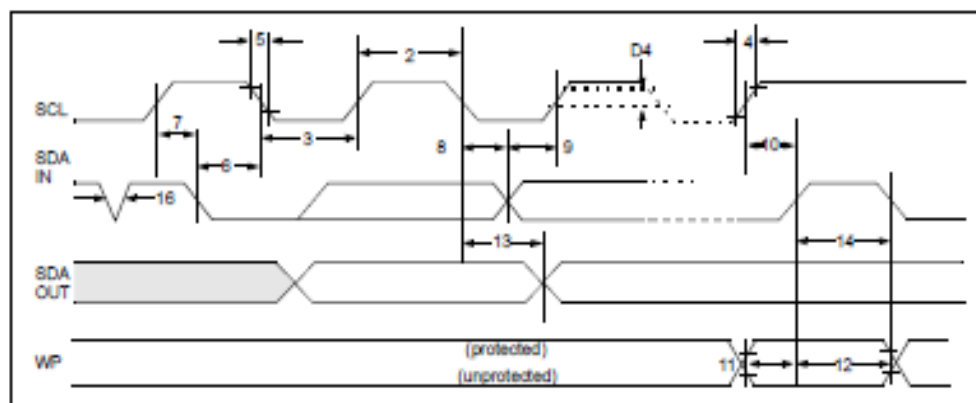 5 2 D4 4
SCL
7 3
8 9 10
SDA
IN
6
16
13 14
SDA
OUT
WP
(protected)
(unprotected)
11 12